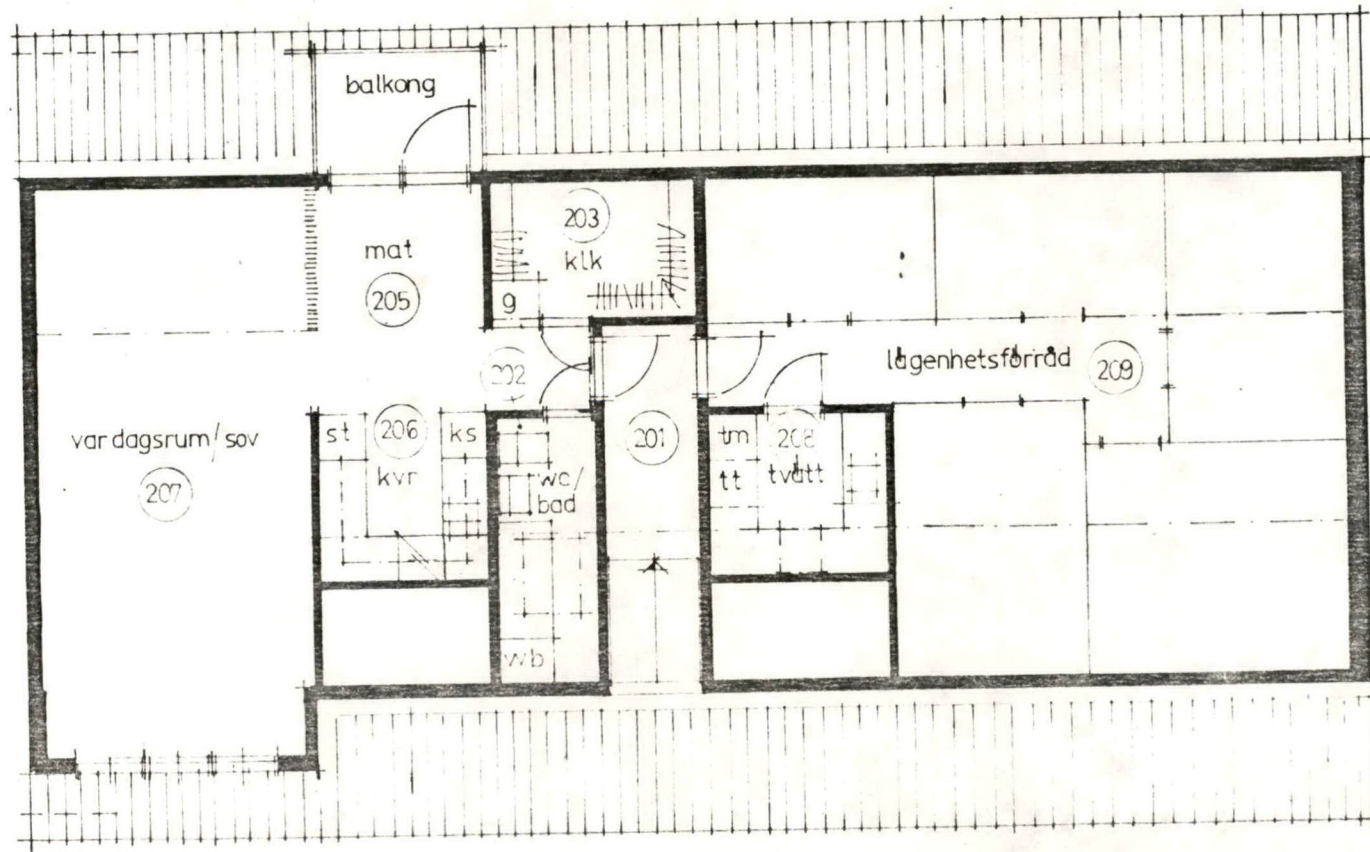 balkong
203
klk
g
mat
205
202
lägenhetsförråd
209
vardagsrum/sov
207
st
206
ks
kvr
wc/
bad
wb
201
tm
tt
208
tvätt